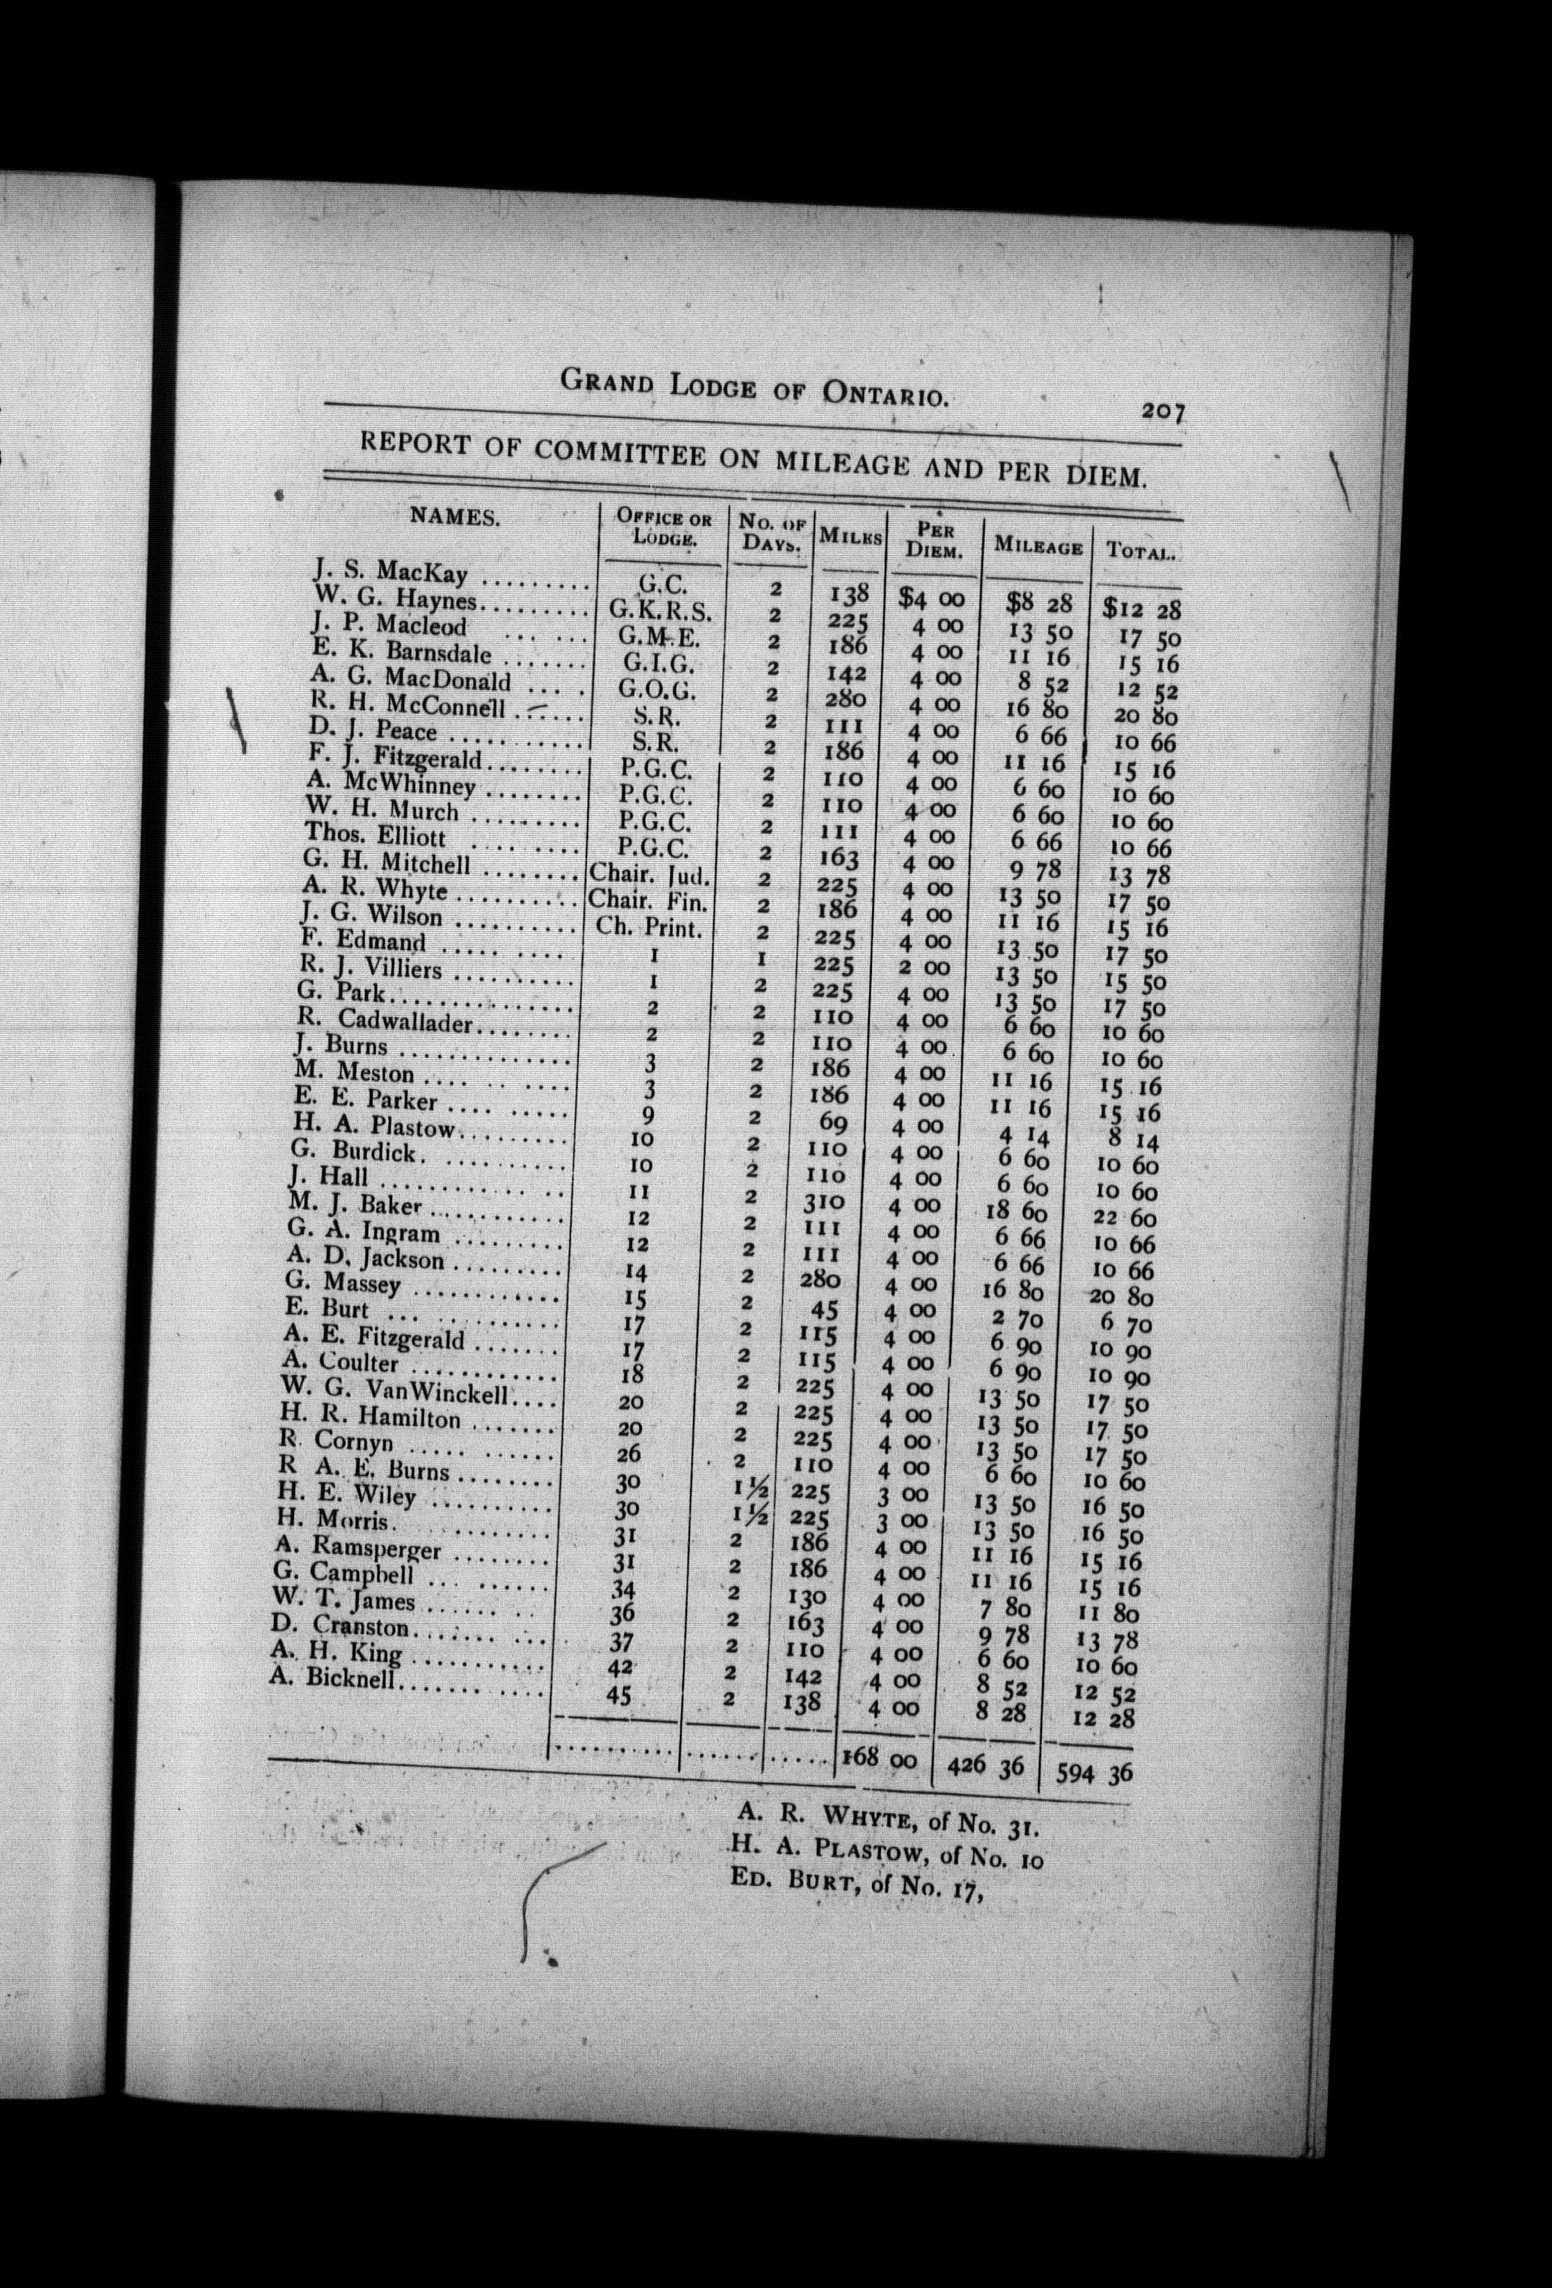 GRAND LODGE OF ONTARIO. 207
REPORT OF COMMITTEE ON MILEAGE AND PER DIEM.
NAMES. OFFICE OR LODGE. NO. OF DAYS. MILES PER DIEM. MILEAGE TOTAL.
J. S. MacKay ......... G.C. 2 138 $4 00 $8 28 $12 28
W. G. Haynes......... G.K.R.S. 2 225 4 00 13 50 17 50
J. P. Macleod ... ... G.M.E. 2 186 4 00 11 16 15 16
E. K. Barnsdale ....... G.I.G. 2 142 4 00 8 52 12 52
A. G. MacDonald ... . G.O.G. 2 280 4 00 16 80 20 80
R. H. McConnell ...... S.R. 2 111 4 00 6 66 10 66
D. J. Peace ........... S.R. 2 186 4 00 11 16 15 16
F. J. Fitzgerald........ P.G.C. 2 110 4 00 6 60 10 60
A. McWhinney ........ P.G.C. 2 110 4 00 6 60 10 60
W. H. Murch ......... P.G.C. 2 111 4 00 6 66 10 66
Thos. Elliott ......... P.G.C. 2 163 4 00 9 78 13 78
G. H. Mitchell ........ Chair. Jud. 2 225 4 00 13 50 17 50
A. R. Whyte .......... Chair. Fin. 2 186 4 00 11 16 15 16
J. G. Wilson .......... Ch. Print. 2 225 4 00 13 50 17 50
F. Edmand ..... .... 1 1 225 2 00 13 50 15 50
R. J. Villiers .......... 1 2 225 4 00 13 50 17 50
G. Park............... 2 2 110 4 00 6 60 10 60
R. Cadwallader........ 2 2 110 4 00 6 60 10 60
J. Burns .............. 3 2 186 4 00 11 16 15 16
M. Meston .... .. .... 3 2 186 4 00 11 16 15 16
E. E. Parker .... ..... 9 2 69 4 00 4 14 8 14
H. A. Plastow......... 10 2 110 4 00 6 60 10 60
G. Burdick. .......... 10 2 110 4 00 6 60 10 60
J. Hall ............ .. 11 2 310 4 00 18 60 22 60
M. J. Baker ........... 12 2 111 4 00 6 66 10 66
G. A. Ingram ......... 12 2 111 4 00 6 66 10 66
A. D. Jackson ......... 14 2 280 4 00 16 80 20 80
G. Massey ............ 15 2 45 4 00 2 70 6 70
E. Burt ... .......... 17 2 115 4 00 6 90 10 90
A. E. Fitzgerald ....... 17 2 115 4 00 6 90 10 90
A. Coulter ............ 18 2 225 4 00 13 50 17 50
W. G. VanWinckell.... 20 2 225 4 00 13 50 17 50
H. R. Hamilton ....... 20 2 225 4 00 13 50 17 50
R. Cornyn ..... ...... 26 2 110 4 00 6 60 10 60
R A. E. Burns ........ 30 1½ 225 3 00 13 50 16 50
H. E. Wiley .......... 30 1½ 225 3 00 13 50 16 50
H. Morris. .......... 31 2 186 4 00 11 16 15 16
A. Ramsperger ........ 31 2 186 4 00 11 16 15 16
G. Campbell ... ...... 34 2 130 4 00 7 80 11 80
W. T. James ...... .. 36 2 163 4 00 9 78 13 78
D. Cranston....... ... 37 2 110 4 00 6 60 10 60
A. H. King ........... 42 2 142 4 00 8 52 12 52
A. Bicknell....... .... 45 2 138 4 00 8 28 12 28
.......... ...... ..... 168 00 426 36 594 36
A. R. WHYTE, of No. 31.
H. A. PLASTOW, of No. 10
ED. BURT, of No. 17,